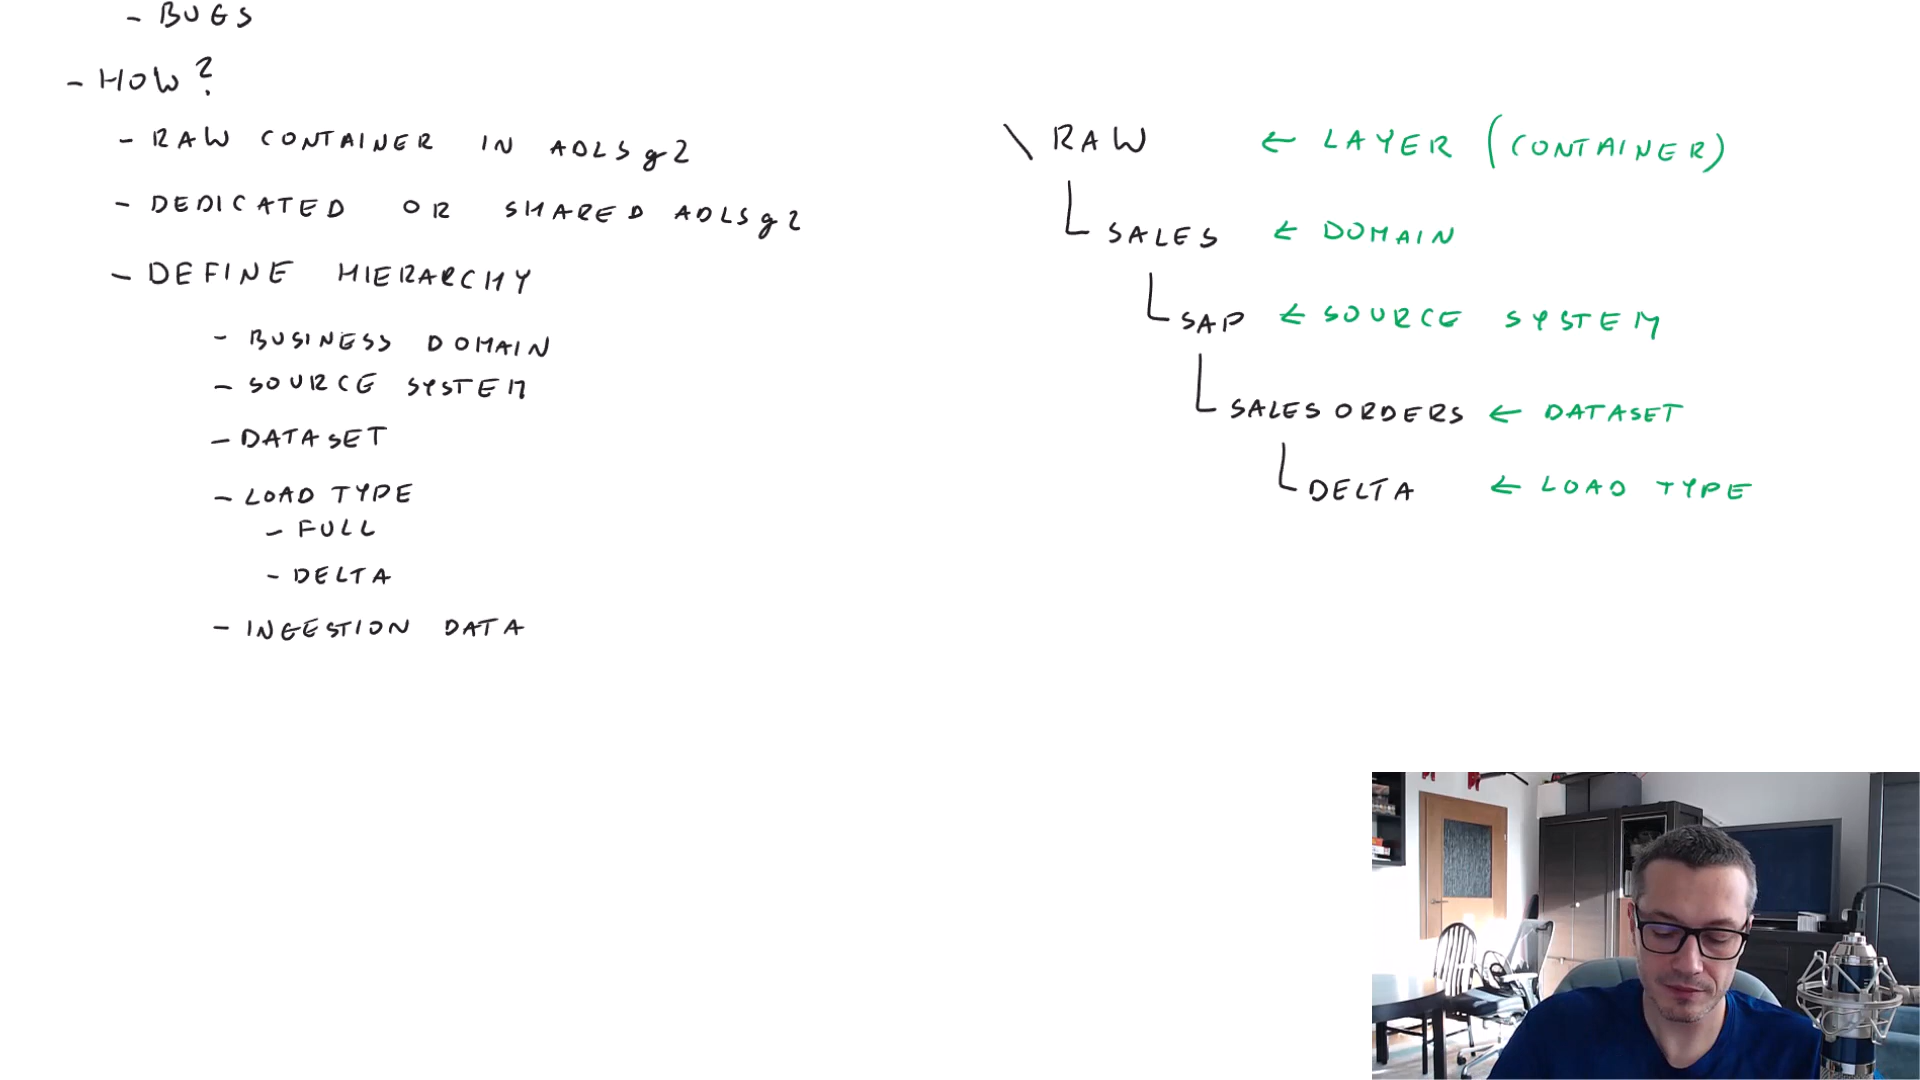 - BUGS
- HOW?
- RAW CONTAINER IN ADLS g2
- DEDICATED OR SHARED ADLS g2
- DEFINE HIERARCHY
- BUSINESS DOMAIN
- SOURCE SYSTEM
- DATASET
- LOAD TYPE
- FULL
- DELTA
- INGESTION DATA
\ RAW ← LAYER (CONTAINER)
SALES ← DOMAIN
SAP ← SOURCE SYSTEM
SALES ORDERS ← DATASET
DELTA ← LOAD TYPE